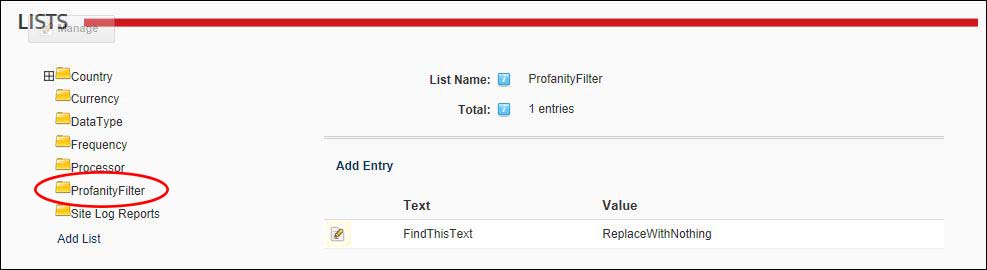 LISTS
Manage
Country
Currency
DataType
Frequency
Processor
ProfanityFilter
Site Log Reports
Add List
List Name: ProfanityFilter
Total: 1 entries
Add Entry
Text Value
FindThisText ReplaceWithNothing